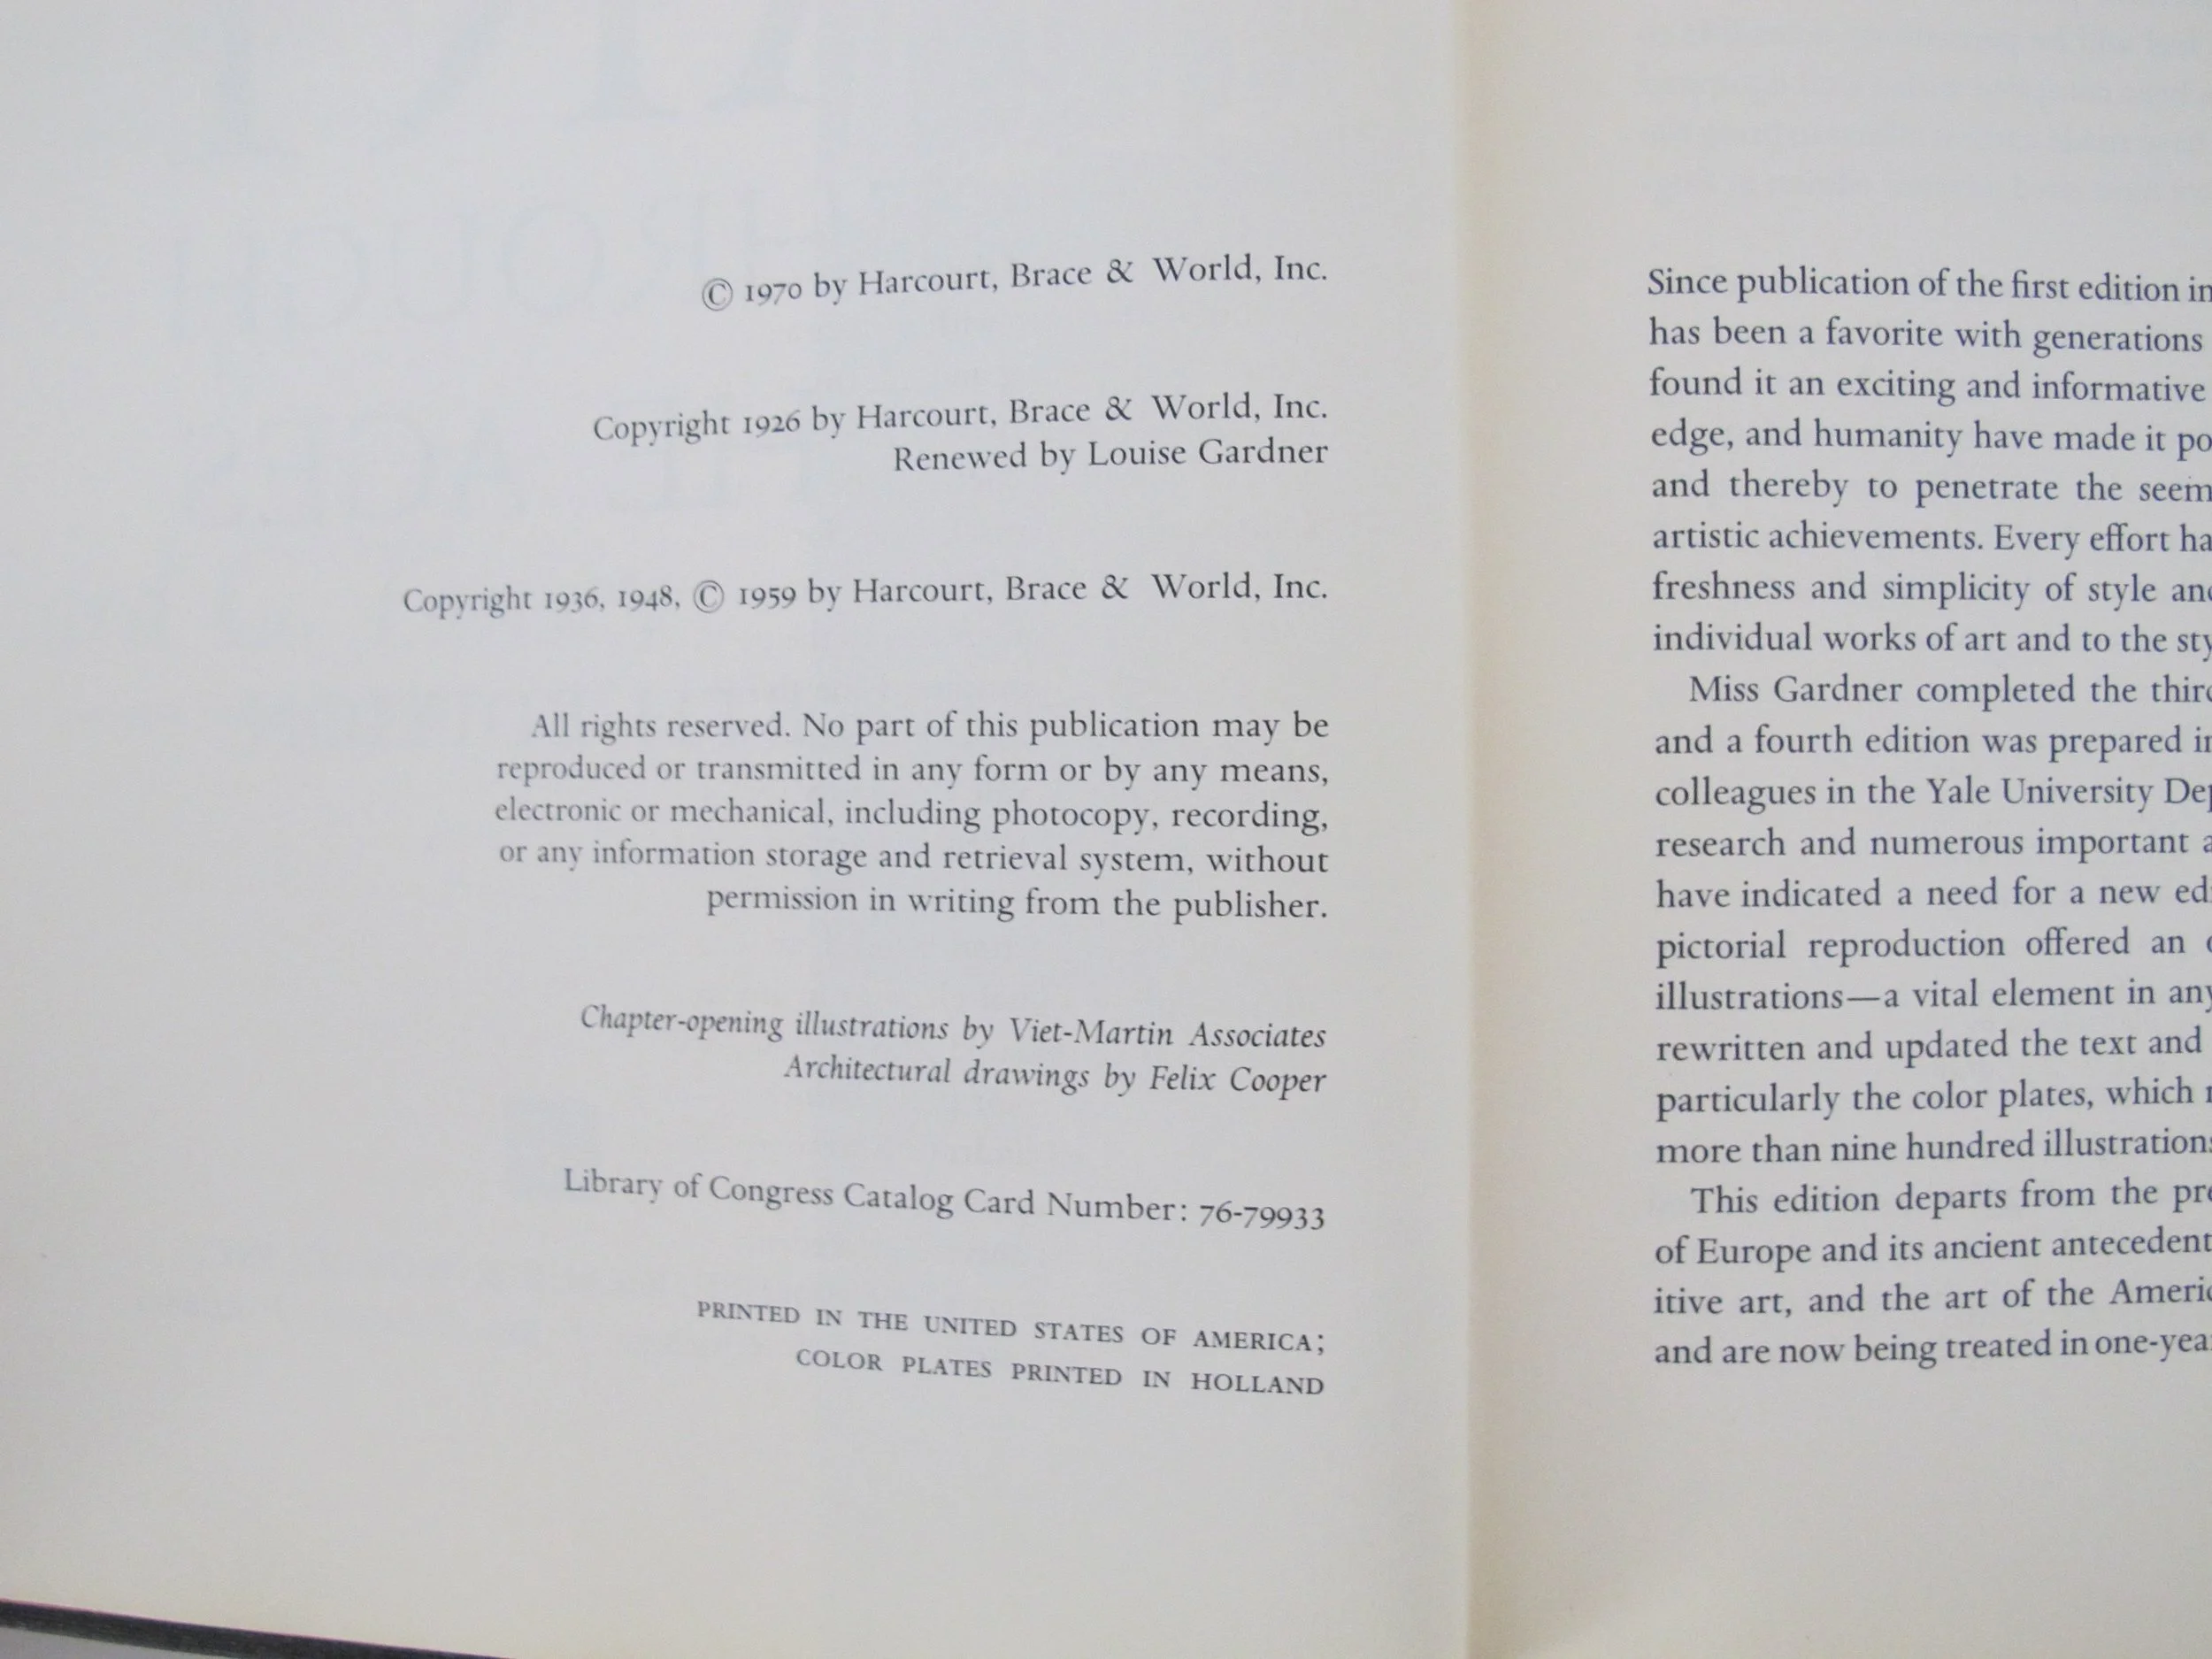 © 1970 by Harcourt, Brace & World, Inc.
Copyright 1926 by Harcourt, Brace & World, Inc.
Renewed by Louise Gardner
Copyright 1936, 1948, © 1959 by Harcourt, Brace & World, Inc.
All rights reserved. No part of this publication may be
reproduced or transmitted in any form or by any means,
electronic or mechanical, including photocopy, recording,
or any information storage and retrieval system, without
permission in writing from the publisher.
Chapter-opening illustrations by Viet-Martin Associates
Architectural drawings by Felix Cooper
Library of Congress Catalog Card Number: 76-79933
PRINTED IN THE UNITED STATES OF AMERICA;
COLOR PLATES PRINTED IN HOLLAND
Since publication of the first edition in
has been a favorite with generations
found it an exciting and informative
edge, and humanity have made it
and thereby to penetrate the
artistic achievements. Every effort
freshness and simplicity of style
individual works of art and to the
Miss Gardner completed the
and a fourth edition was prepared
colleagues in the Yale University
research and numerous important
have indicated a need for a new
pictorial reproduction offered an
illustrations—a vital element in
rewritten and updated the text and
particularly the color plates, which
more than nine hundred
This edition departs from the
of Europe and its ancient
itive art, and the art of the
and are now being treated in